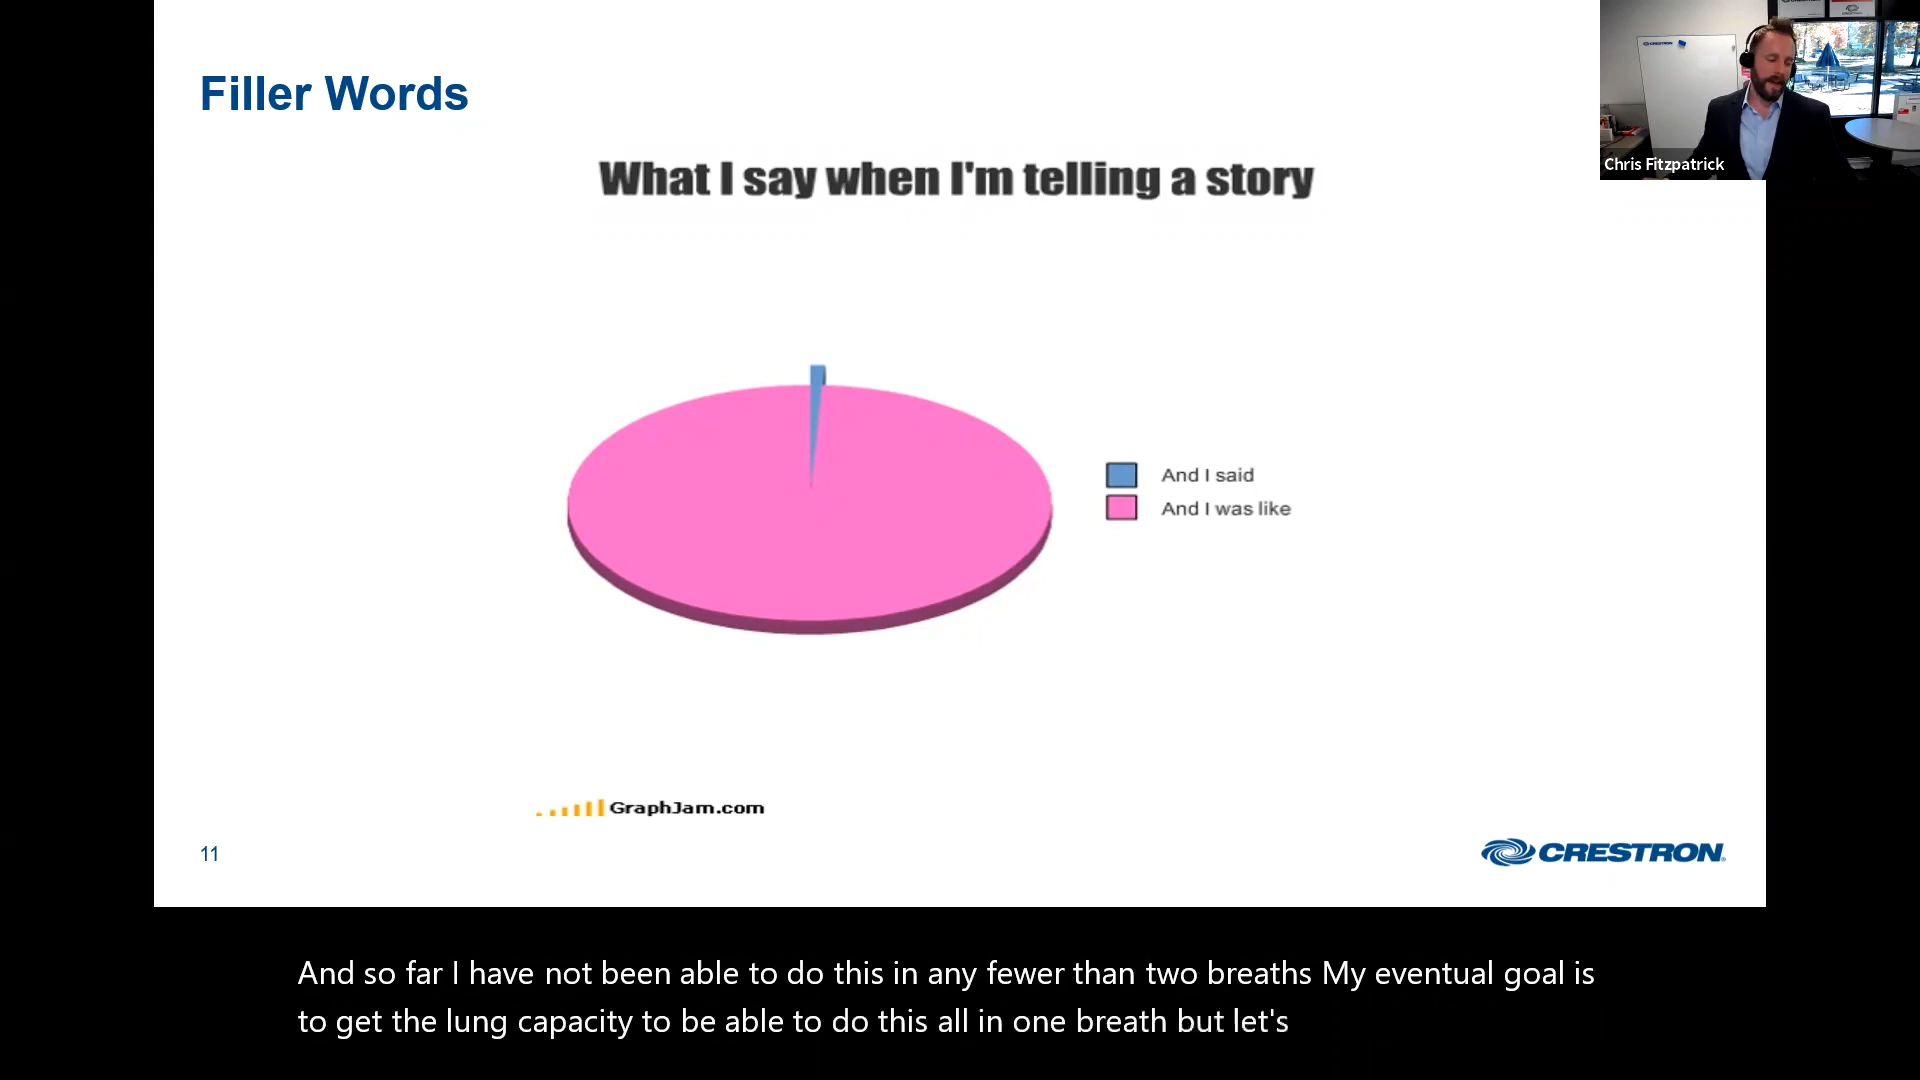 Filler Words
What I say when I'm telling a story
And I said
And I was like
GraphJam.com
11
CRESTRON
CRESTRON
Chris Fitzpatrick
And so far I have not been able to do this in any fewer than two breaths My eventual goal is
to get the lung capacity to be able to do this all in one breath but let's